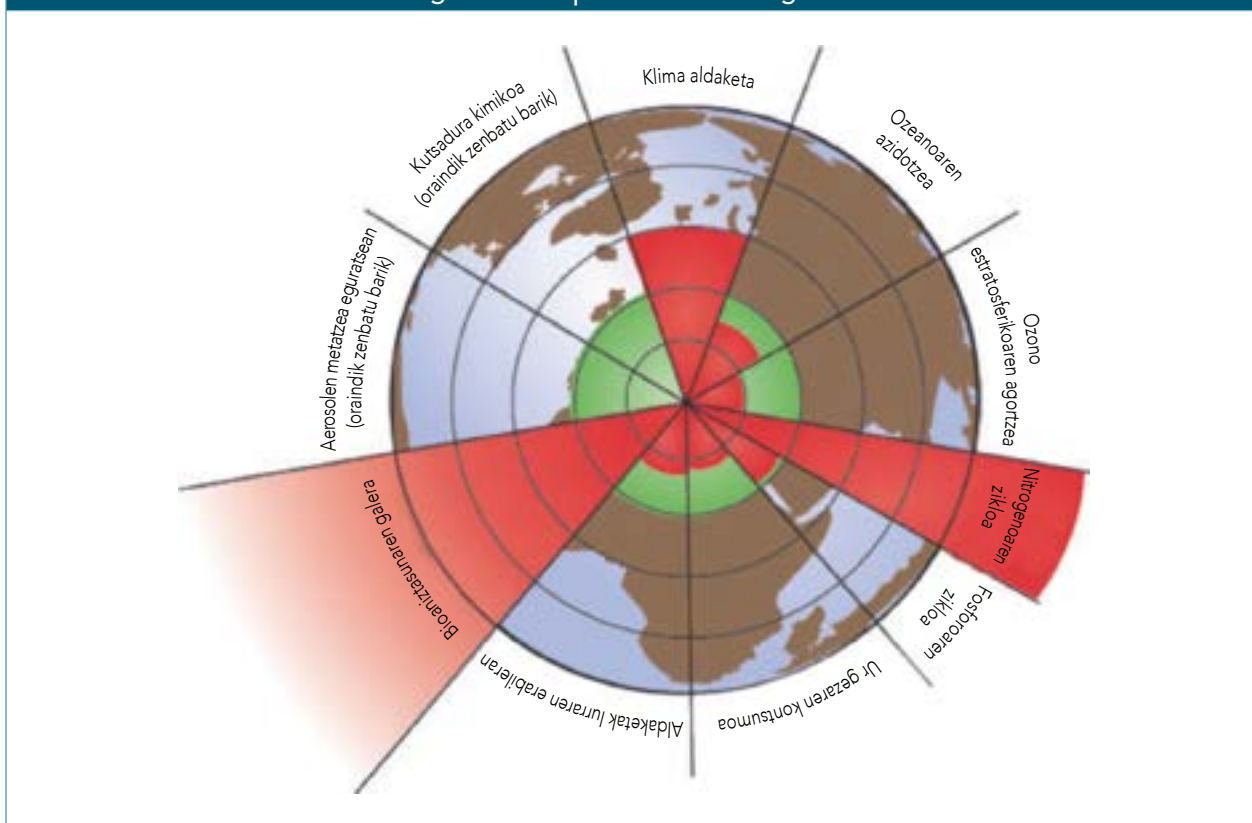 Klima aldaketa
Ozeanoaren
azidotzea
Ozono
estratosferikoaren agortzea
Nitrogenoaren
zikloa
Fosforoaren
zikloa
Ur gezaren kontsumoa
Aldaketak lurraren erabileran
Bioaniztasunaren galera
Aerosolen metatzea eguratsean
(oraindik zenbatu barik)
Kutsadura kimikoa
(oraindik zenbatu barik)